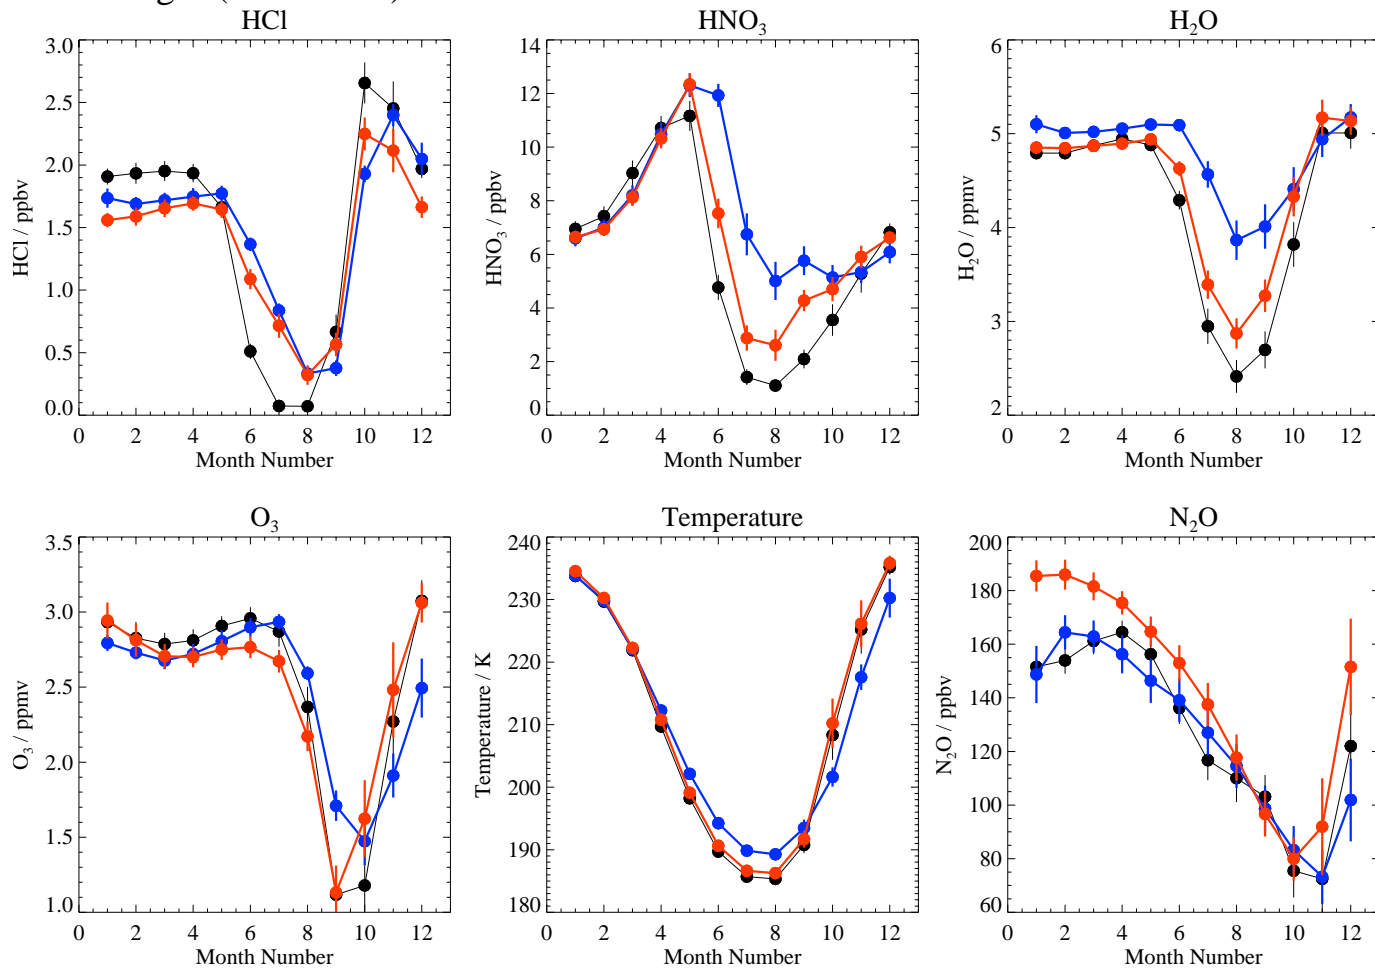 HCl
HNO₃
H₂O
3.0
2.5
2.0
1.5
1.0
0.5
0.0
HCl / ppbv
0 2 4 6 8 10 12
Month Number
14
12
10
8
6
4
2
0
HNO₃ / ppbv
0 2 4 6 8 10 12
Month Number
6
5
4
3
2
H₂O / ppmv
0 2 4 6 8 10 12
Month Number
O₃
Temperature
N₂O
3.5
3.0
2.5
2.0
1.5
1.0
O₃ / ppmv
0 2 4 6 8 10 12
Month Number
240
230
220
210
200
190
180
Temperature / K
0 2 4 6 8 10 12
Month Number
200
180
160
140
120
100
80
60
N₂O / ppbv
0 2 4 6 8 10 12
Month Number